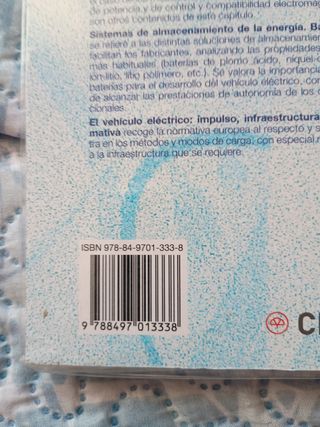 de potencia y de control y compatibilidad electromag
son otros contenidos de este capítulo.
Sistemas de almacenamiento de la energía. Ba
se refiere a las distintas soluciones de almacenamien
facilitan los fabricantes, analizando las propiedades
más habituales (baterías de plomo ácido, níquel-c
ion-litio, litio polímero, etc.). Se valora la importancia
baterías para el desarrollo del vehículo eléctrico, con
de alcanzar las prestaciones de autonomía de los
cionales.
El vehículo eléctrico: impulso, infraestructura
mativa) recoge la normativa europea al respecto y s
tra en los métodos y modos de carga, con especial
a la infraestructura que se requiere.
ISBN 978-84-9701-333-8
9 788497 013338